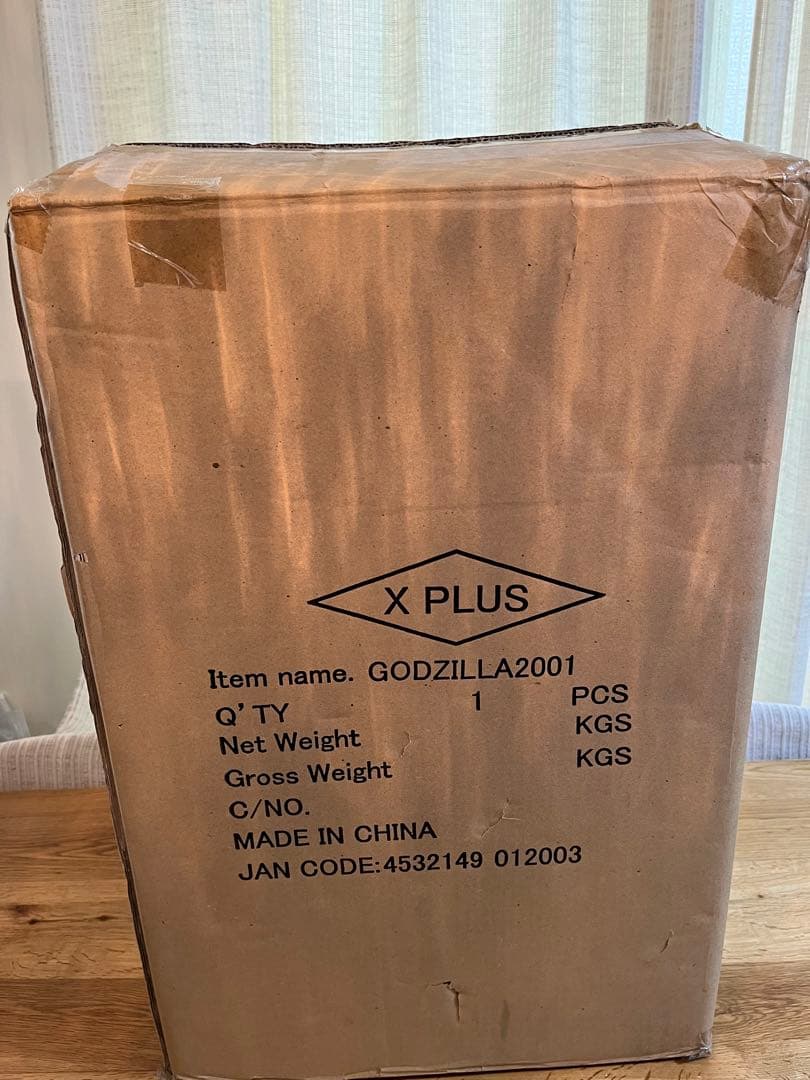 X PLUS
Item name. GODZILLA2001
Q'TY 1 PCS
Net Weight KGS
Gross Weight KGS
C/NO.
MADE IN CHINA
JAN CODE:4532149 012003